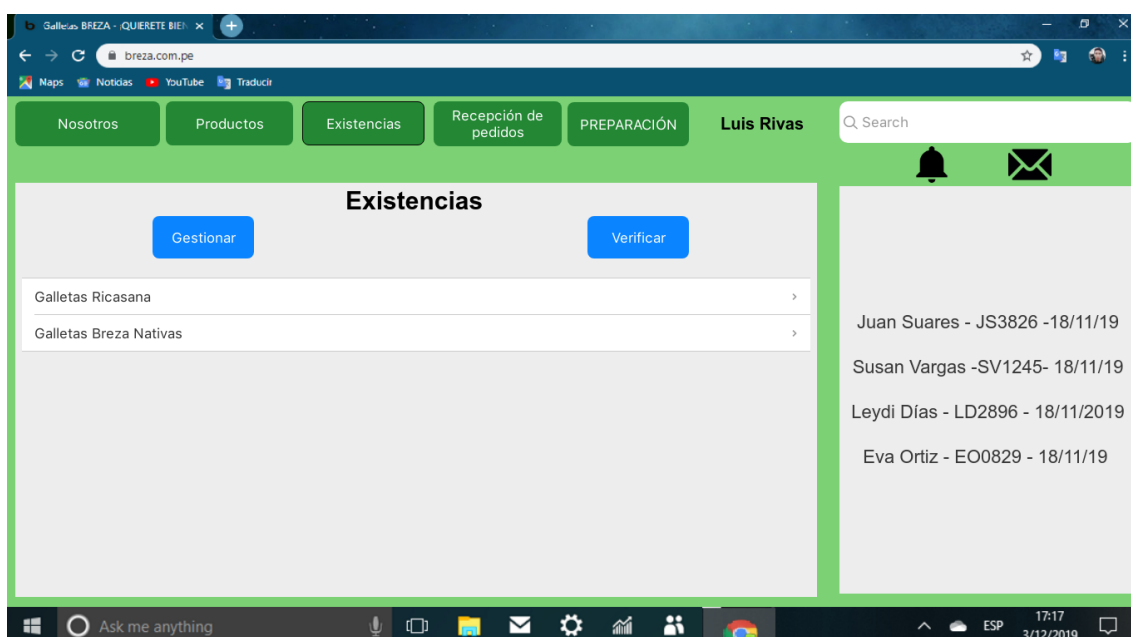 Galletas BREZA - ¡QUIERETE BIEN
breza.com.pe
Maps Noticias YouTube Traducir
Nosotros
Productos
Existencias
Recepción de
pedidos
PREPARACIÓN
Luis Rivas
Search
Existencias
Gestionar
Verificar
Galletas Ricasana
Galletas Breza Nativas
Juan Suares - JS3826 -18/11/19
Susan Vargas -SV1245- 18/11/19
Leydi Días - LD2896 - 18/11/2019
Eva Ortiz - EO0829 - 18/11/19
Ask me anything
ESP
17:17
3/12/2019